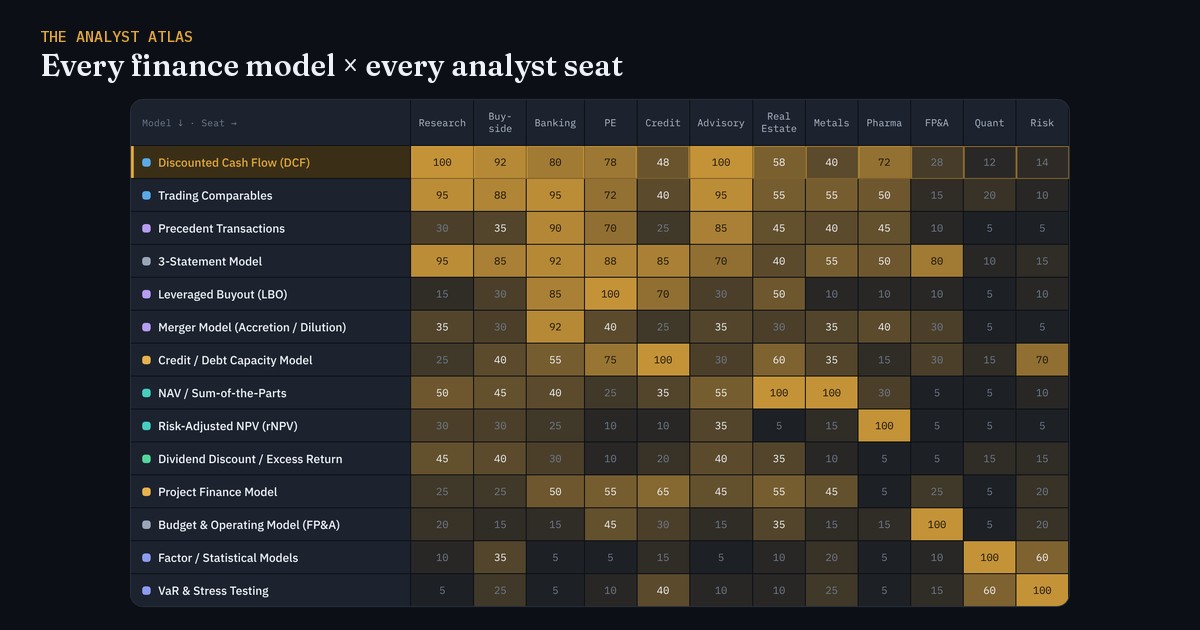 THE ANALYST ATLAS
Every finance model × every analyst seat
Model ↓ · Seat → Research Buy-side Banking PE Credit Advisory Real Estate Metals Pharma FP&A Quant Risk
Discounted Cash Flow (DCF) 100 92 80 78 48 100 58 40 72 28 12 14
Trading Comparables 95 88 95 72 40 95 55 55 50 15 20 10
Precedent Transactions 30 35 90 70 25 85 45 40 45 10 5 5
3-Statement Model 95 85 92 88 85 70 40 55 50 80 10 15
Leveraged Buyout (LBO) 15 30 85 100 70 30 50 10 10 10 5 10
Merger Model (Accretion / Dilution) 35 30 92 40 25 35 30 35 40 30 5 5
Credit / Debt Capacity Model 25 40 55 75 100 30 60 35 15 30 15 70
NAV / Sum-of-the-Parts 50 45 40 25 35 55 100 100 30 5 5 10
Risk-Adjusted NPV (rNPV) 30 30 25 10 10 35 5 15 100 5 5 5
Dividend Discount / Excess Return 45 40 30 10 20 40 35 10 5 5 15 15
Project Finance Model 25 25 50 55 65 45 55 45 5 25 5 20
Budget & Operating Model (FP&A) 20 15 15 45 30 15 35 15 15 100 5 20
Factor / Statistical Models 10 35 5 5 15 5 10 20 5 10 100 60
VaR & Stress Testing 5 25 5 10 40 10 10 25 5 15 60 100